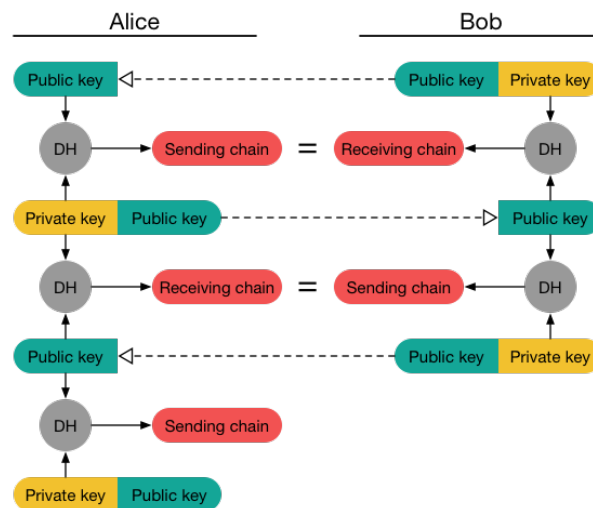 Alice Bob
Public key Public key Private key
DH Sending chain = Receiving chain DH
Private key Public key Public key
DH Receiving chain = Sending chain DH
Public key Public key Private key
DH Sending chain
Private key Public key